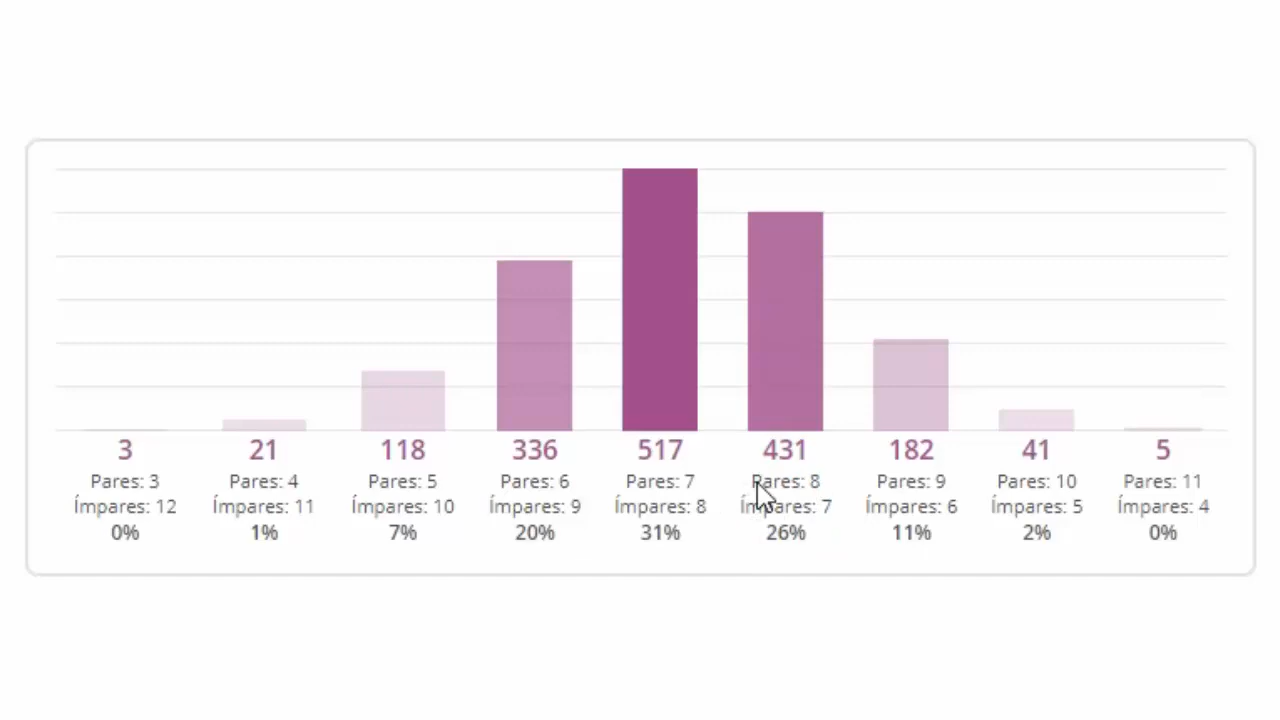 3 21 118 336 517 431 182 41 5
Pares: 3 Pares: 4 Pares: 5 Pares: 6 Pares: 7 Pares: 8 Pares: 9 Pares: 10 Pares: 11
Ímpares: 12 Ímpares: 11 Ímpares: 10 Ímpares: 9 Ímpares: 8 Ímpares: 7 Ímpares: 6 Ímpares: 5 Ímpares: 4
0% 1% 7% 20% 31% 26% 11% 2% 0%